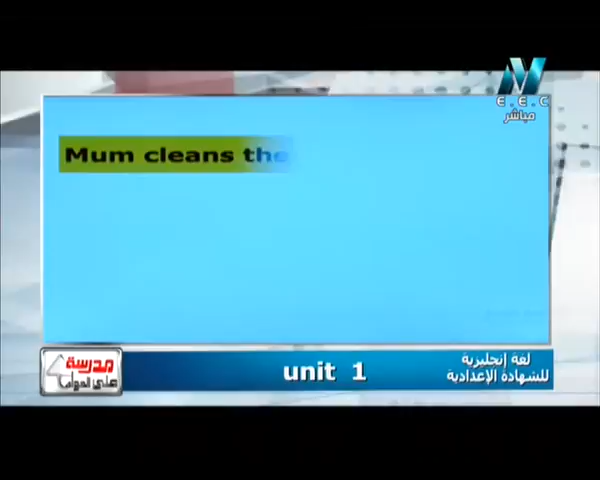 E.E.C
مباشر
Mum cleans the
مدرسة
على الهواء
unit 1
لغة إنجليزية
للشهادة الإعدادية